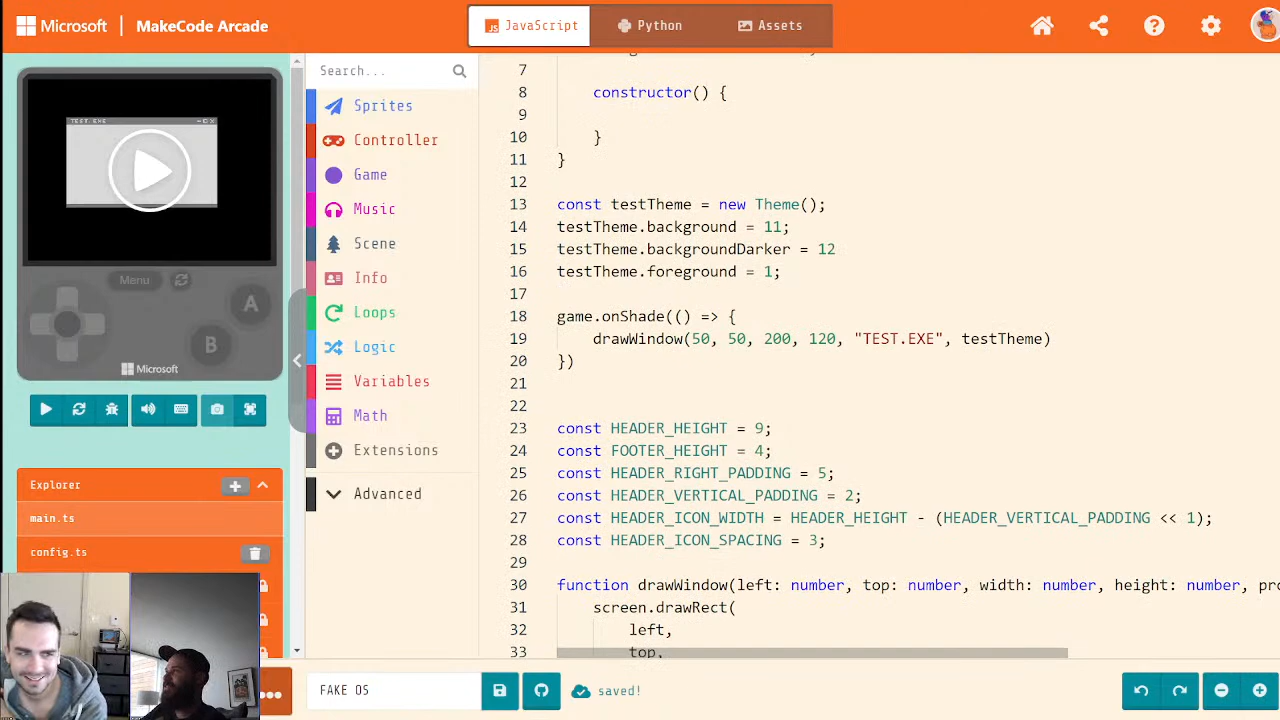 Microsoft | MakeCode Arcade
JavaScript
Python
Assets
TEST.EXE
Menu
A
B
Microsoft
Explorer
main.ts
config.ts
Search...
Sprites
Controller
Game
Music
Scene
Info
Loops
Logic
Variables
Math
Extensions
Advanced
7
8 constructor() {
9
10 }
11 }
12
13 const testTheme = new Theme();
14 testTheme.background = 11;
15 testTheme.backgroundDarker = 12
16 testTheme.foreground = 1;
17
18 game.onShade(() => {
19 drawWindow(50, 50, 200, 120, "TEST.EXE", testTheme)
20 })
21
22
23 const HEADER_HEIGHT = 9;
24 const FOOTER_HEIGHT = 4;
25 const HEADER_RIGHT_PADDING = 5;
26 const HEADER_VERTICAL_PADDING = 2;
27 const HEADER_ICON_WIDTH = HEADER_HEIGHT - (HEADER_VERTICAL_PADDING << 1);
28 const HEADER_ICON_SPACING = 3;
29
30 function drawWindow(left: number, top: number, width: number, height: number, pro
31 screen.drawRect(
32 left,
33 top,
FAKE OS
saved!